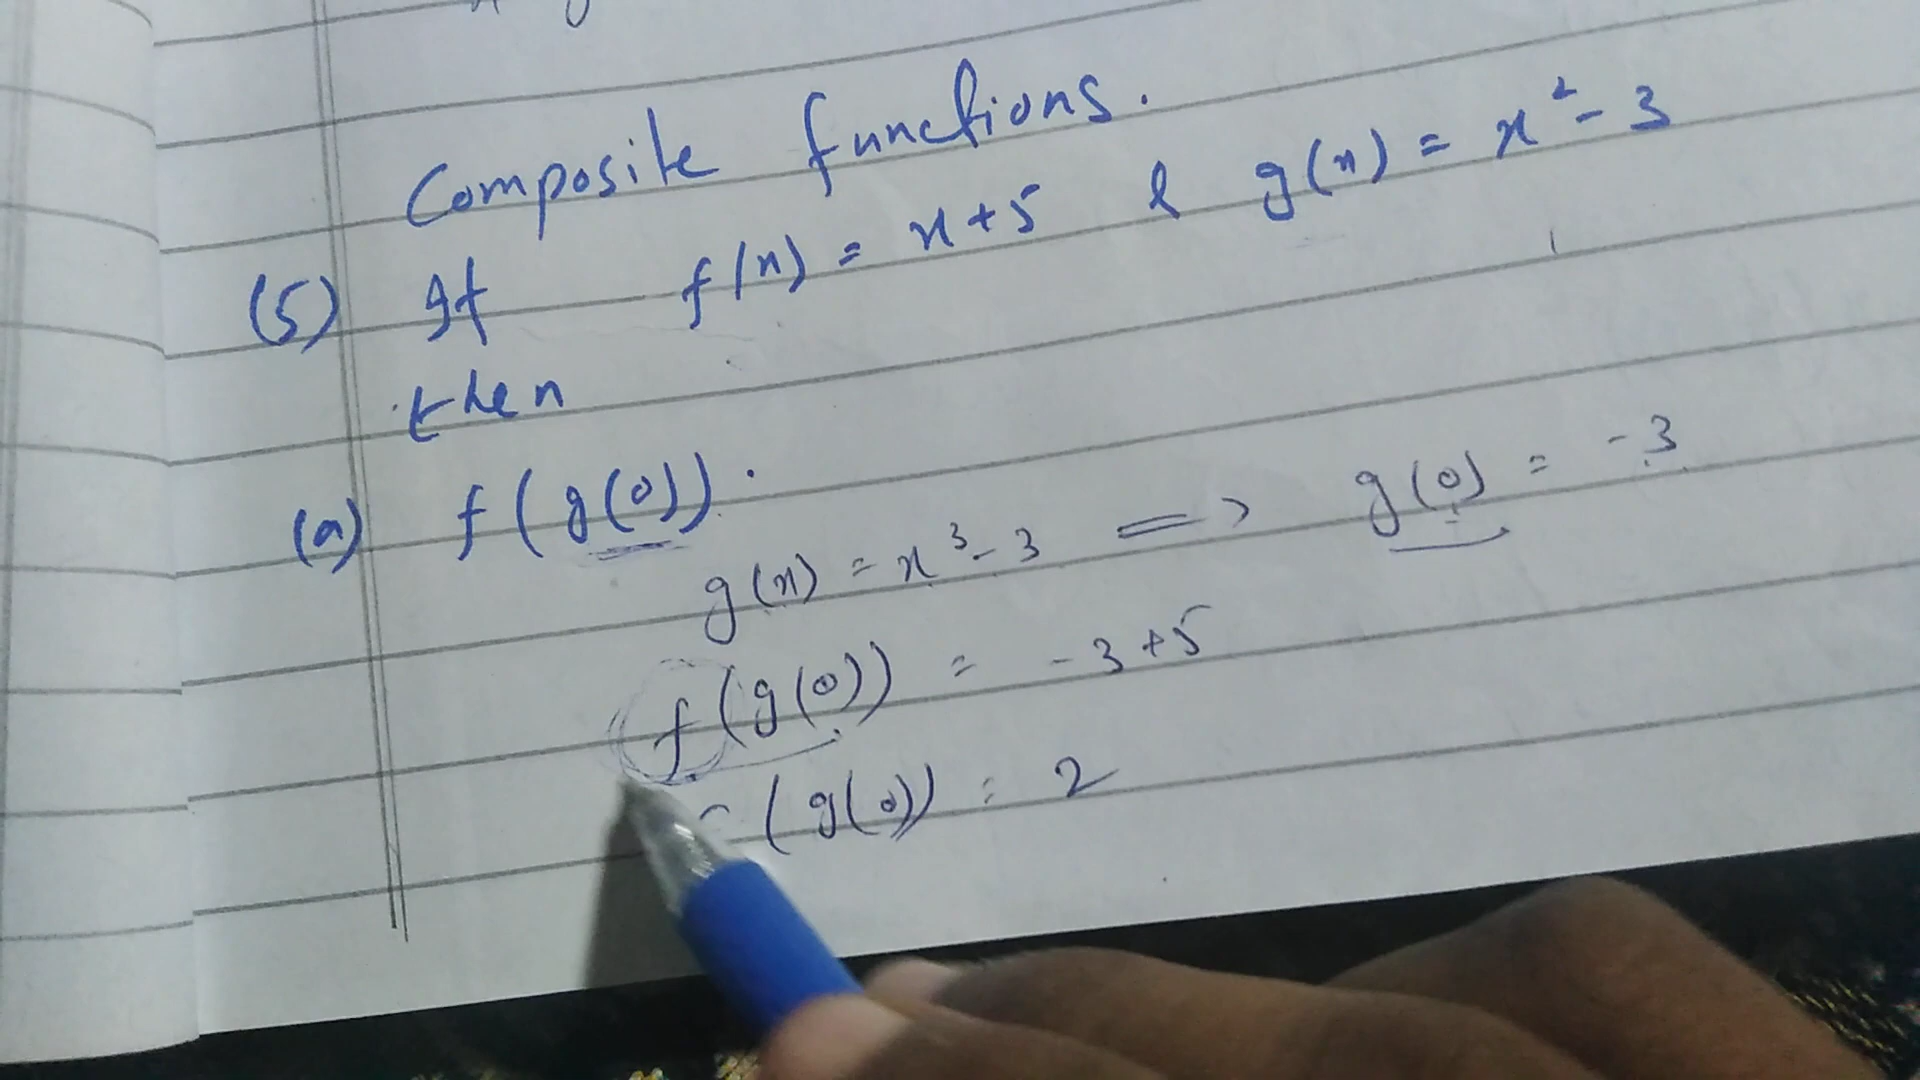 Composite functions.
(5) If f(x) = x+5 & g(x) = x² - 3
then
(a) f(g(0)).
g(x) = x³ - 3 => g(0) = -3
f(g(0)) = -3+5
(g(0)) = 2